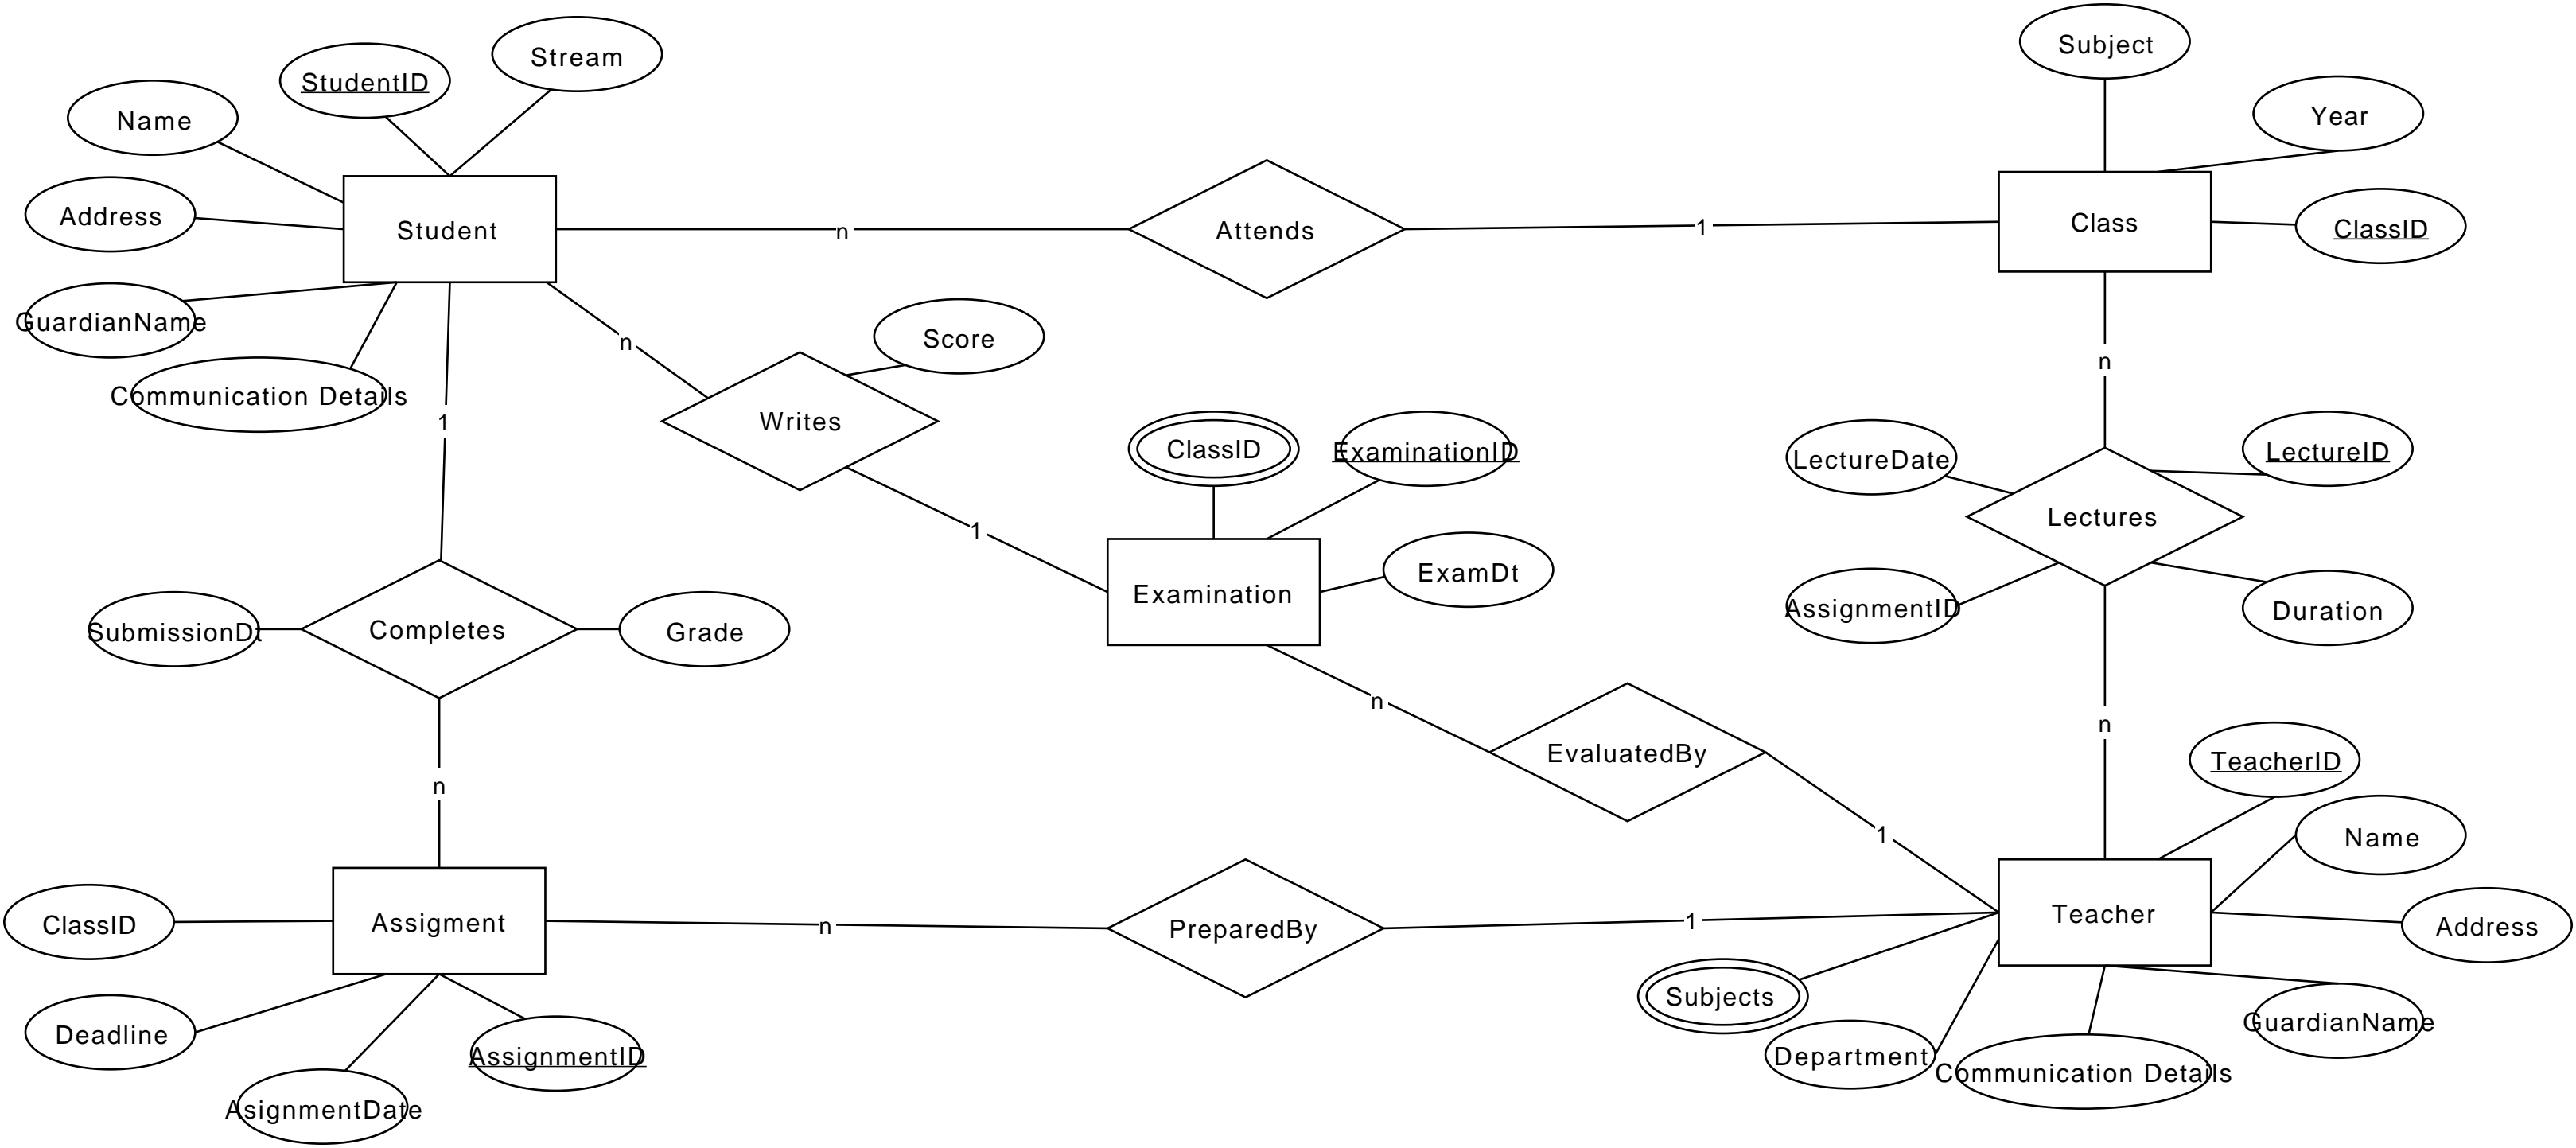 Subject
Stream
StudentID
Year
Name
Address
Student
n
Attends
1
Class
ClassID
GuardianName
Score
n
n
Communication Details
1
Writes
ClassID
ExaminationID
LectureDate
LectureID
1
Lectures
ExamDt
Examination
AssignmentID
Duration
SubmissionDt
Completes
Grade
n
n
EvaluatedBy
TeacherID
n
1
Name
ClassID
Assigment
n
PreparedBy
1
Teacher
Address
Subjects
Deadline
GuardianName
AssignmentID
Department
Communication Details
AsignmentDate